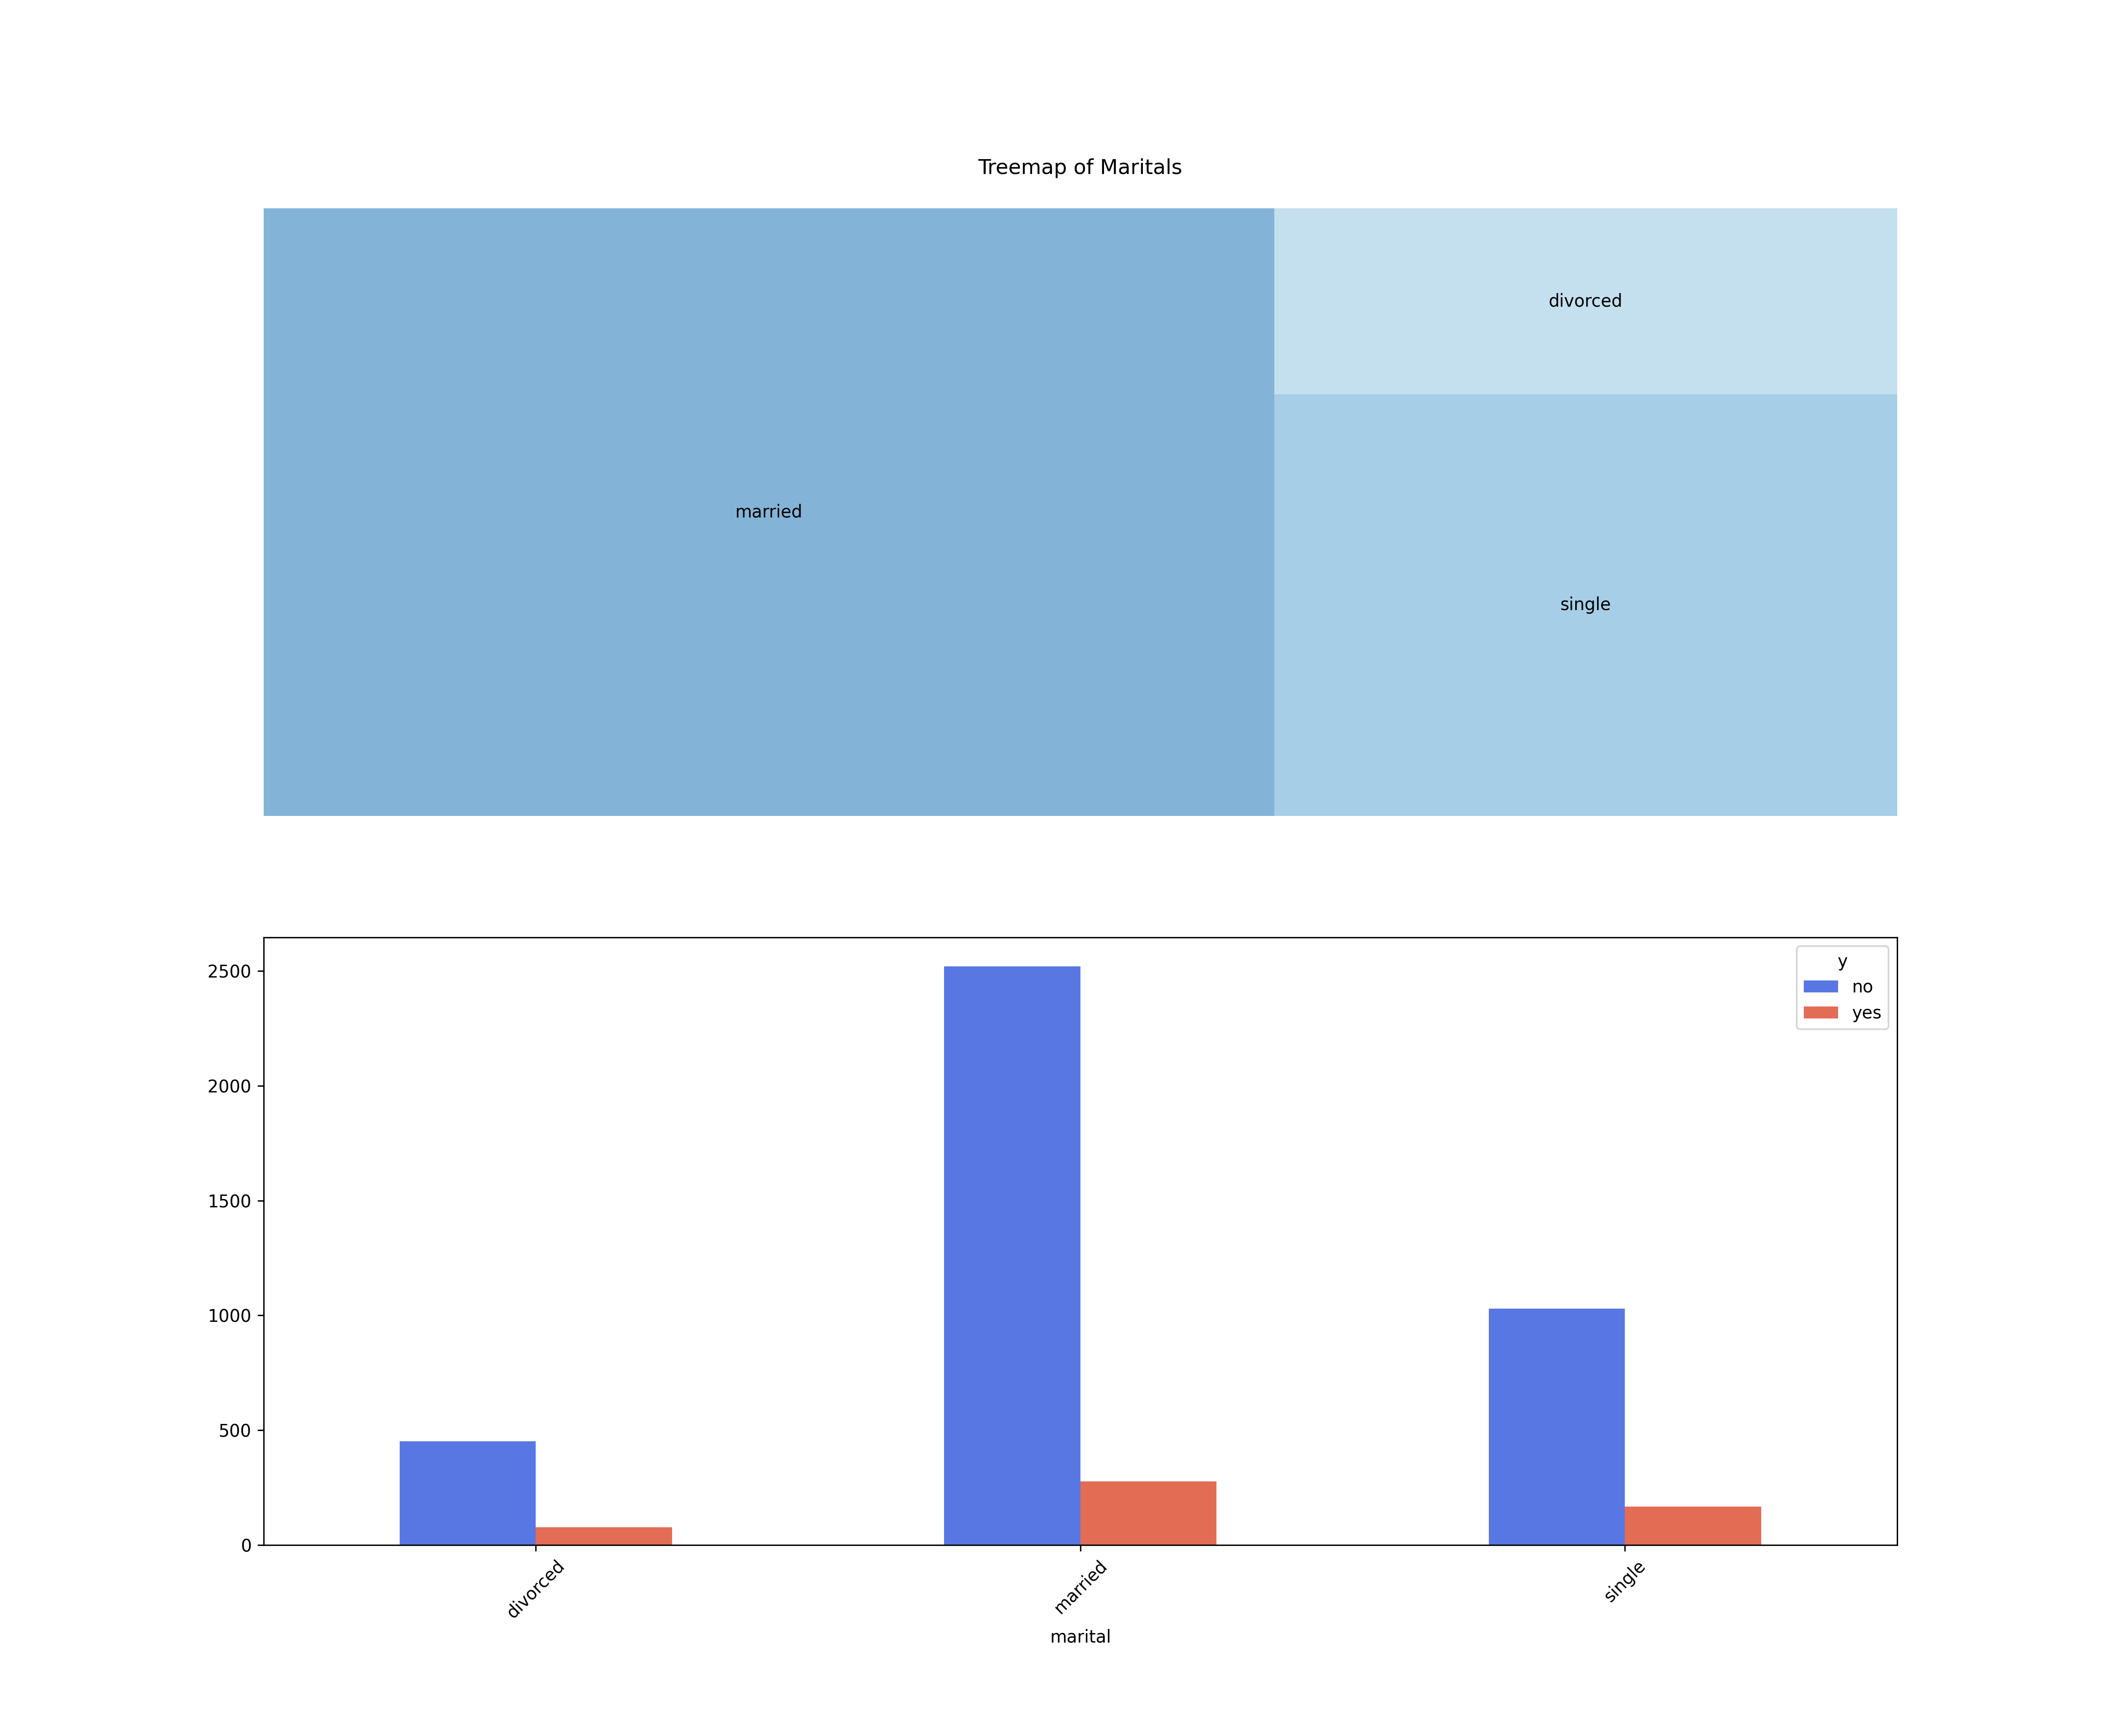 Treemap of Maritals
divorced
married
single
2500
2000
1500
1000
500
0
y
no
yes
divorced
married
single
marital